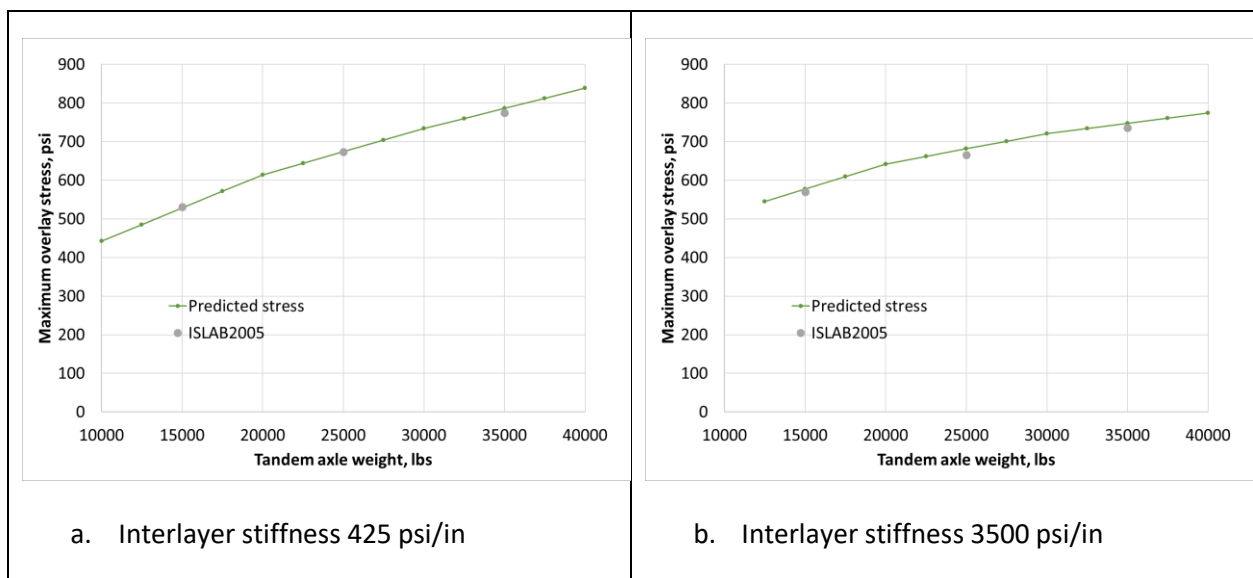 900
800
700
600
500
400
300
200
100
0
Maximum overlay stress, psi
Predicted stress
ISLAB2005
10000 15000 20000 25000 30000 35000 40000
Tandem axle weight, lbs
a. Interlayer stiffness 425 psi/in
900
800
700
600
500
400
300
200
100
0
Maximum overlay stress, psi
Predicted stress
ISLAB2005
10000 15000 20000 25000 30000 35000 40000
Tandem axle weight, lbs
b. Interlayer stiffness 3500 psi/in